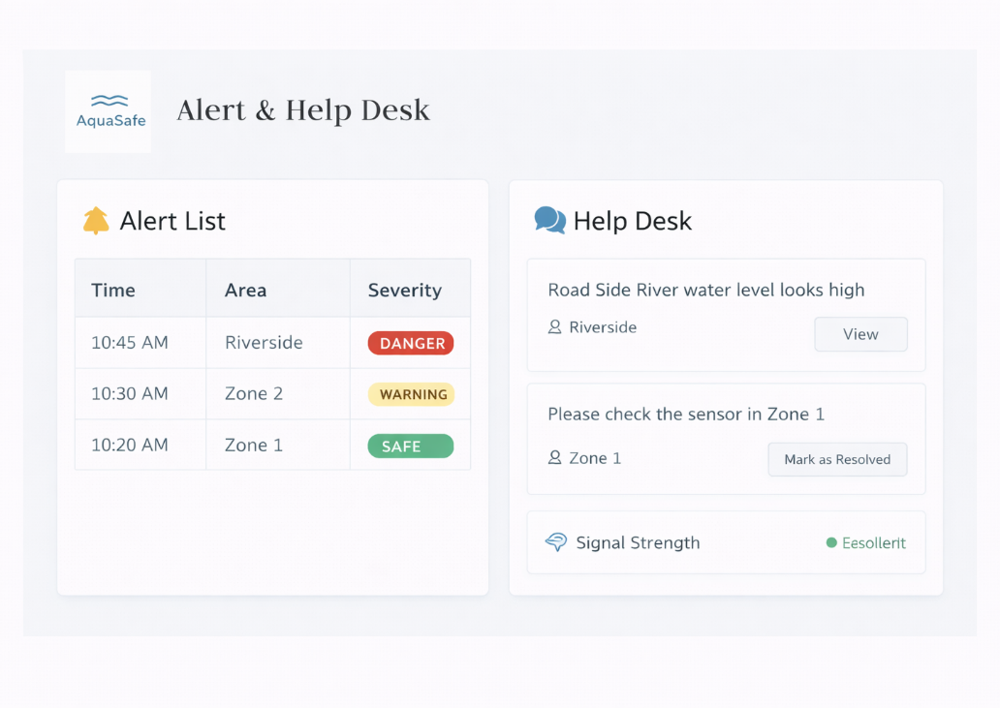 AquaSafe
Alert & Help Desk
Alert List
Time Area Severity
10:45 AM Riverside DANGER
10:30 AM Zone 2 WARNING
10:20 AM Zone 1 SAFE
Help Desk
Road Side River water level looks high
Riverside
View
Please check the sensor in Zone 1
Zone 1
Mark as Resolved
Signal Strength Eesollerit